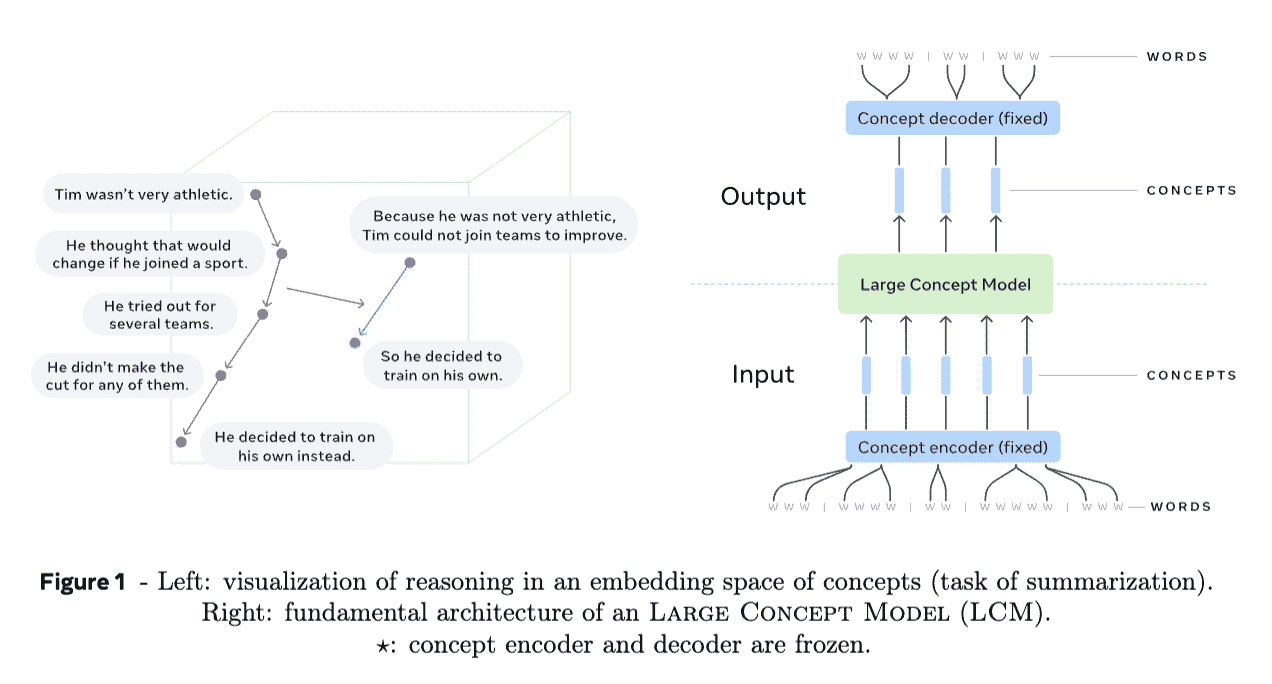 Tim wasn't very athletic.
He thought that would
change if he joined a sport.
He tried out for
several teams.
He didn't make the
cut for any of them.
He decided to train on
his own instead.
Because he was not very athletic,
Tim could not join teams to improve.
So he decided to
train on his own.
W W W W | W W | W W W
WORDS
Concept decoder (fixed)
Output
CONCEPTS
Large Concept Model
Input
CONCEPTS
Concept encoder (fixed)
W W W | W W W W | W W | W W W W W | W W W
WORDS
Figure 1 - Left: visualization of reasoning in an embedding space of concepts (task of summarization).
Right: fundamental architecture of an LARGE CONCEPT MODEL (LCM).
⋆: concept encoder and decoder are frozen.